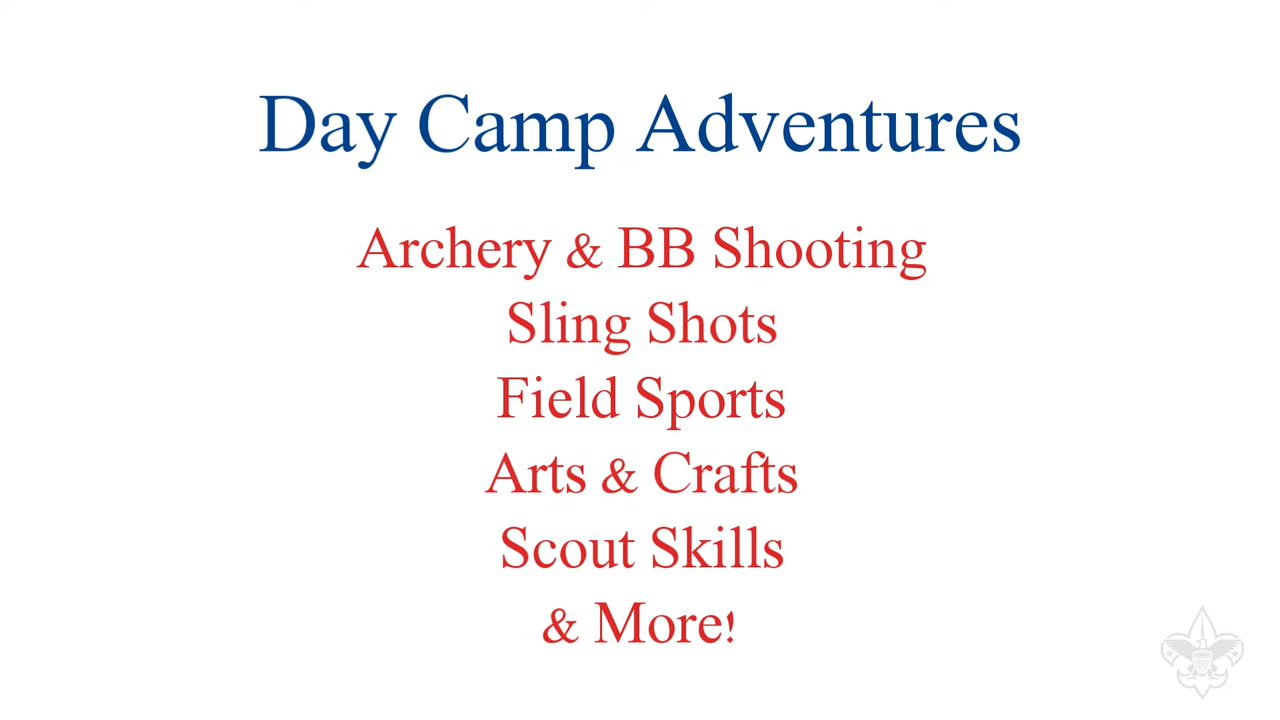 Day Camp Adventures
Archery & BB Shooting
Sling Shots
Field Sports
Arts & Crafts
Scout Skills
& More!